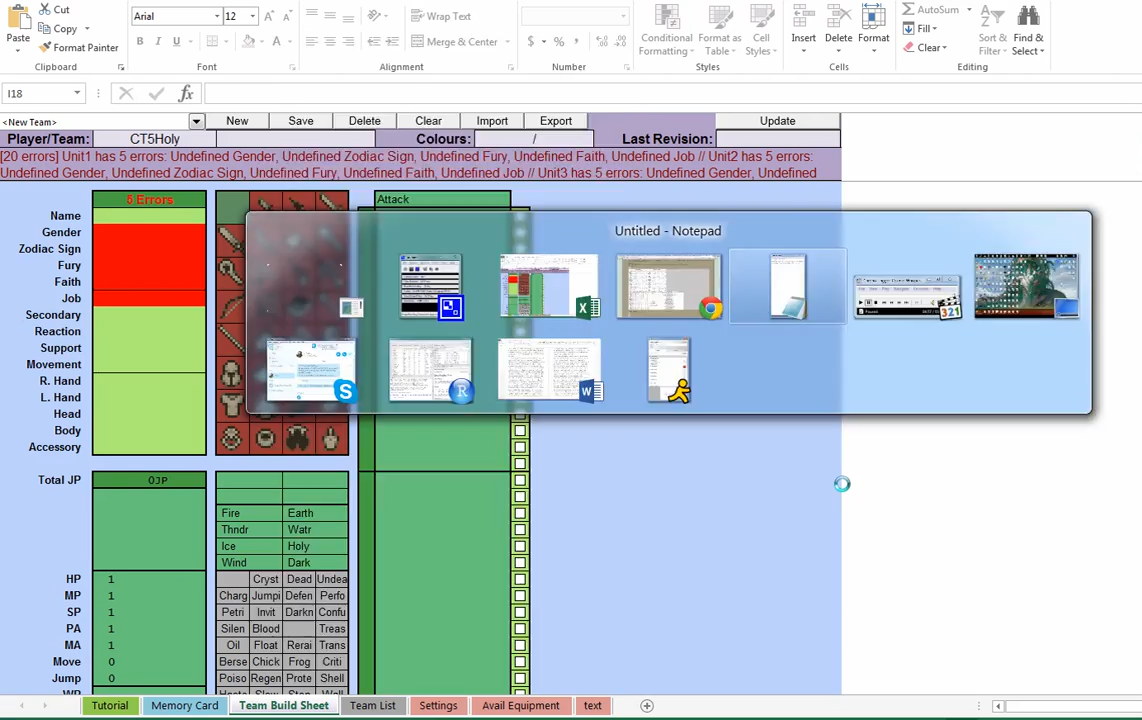 Cut
Copy
Format Painter
Paste
Clipboard
Arial
12
A A
B I U
Font
Wrap Text
Merge & Center
Alignment
$ % ,
Number
Conditional Formatting
Format as Table
Cell Styles
Styles
Insert
Delete
Format
Cells
AutoSum
Fill
Clear
Sort & Filter
Find & Select
Editing
I18
fx
<New Team>
New
Save
Delete
Clear
Import
Export
Update
Player/Team: CT5Holy
Colours: /
Last Revision:
[20 errors] Unit1 has 5 errors: Undefined Gender, Undefined Zodiac Sign, Undefined Fury, Undefined Faith, Undefined Job // Unit2 has 5 errors:
Undefined Gender, Undefined Zodiac Sign, Undefined Fury, Undefined Faith, Undefined Job // Unit3 has 5 errors: Undefined Gender, Undefined
5 Errors
Attack
Name
Gender
Zodiac Sign
Fury
Faith
Job
Secondary
Reaction
Support
Movement
R. Hand
L. Hand
Head
Body
Accessory
Untitled - Notepad
321
Total JP 0JP
Fire Earth
Thndr Watr
Ice Holy
Wind Dark
HP 1 Cryst Dead Undea
MP 1 Charg Jumpi Defen Perfo
SP 1 Petri Invit Darkn Confu
PA 1 Silen Blood Treas
MA 1 Oil Float Rerai Trans
Move 0 Berse Chick Frog Criti
Jump 0 Poiso Regen Prote Shell
Tutorial
Memory Card
Team Build Sheet
Team List
Settings
Avail Equipment
text